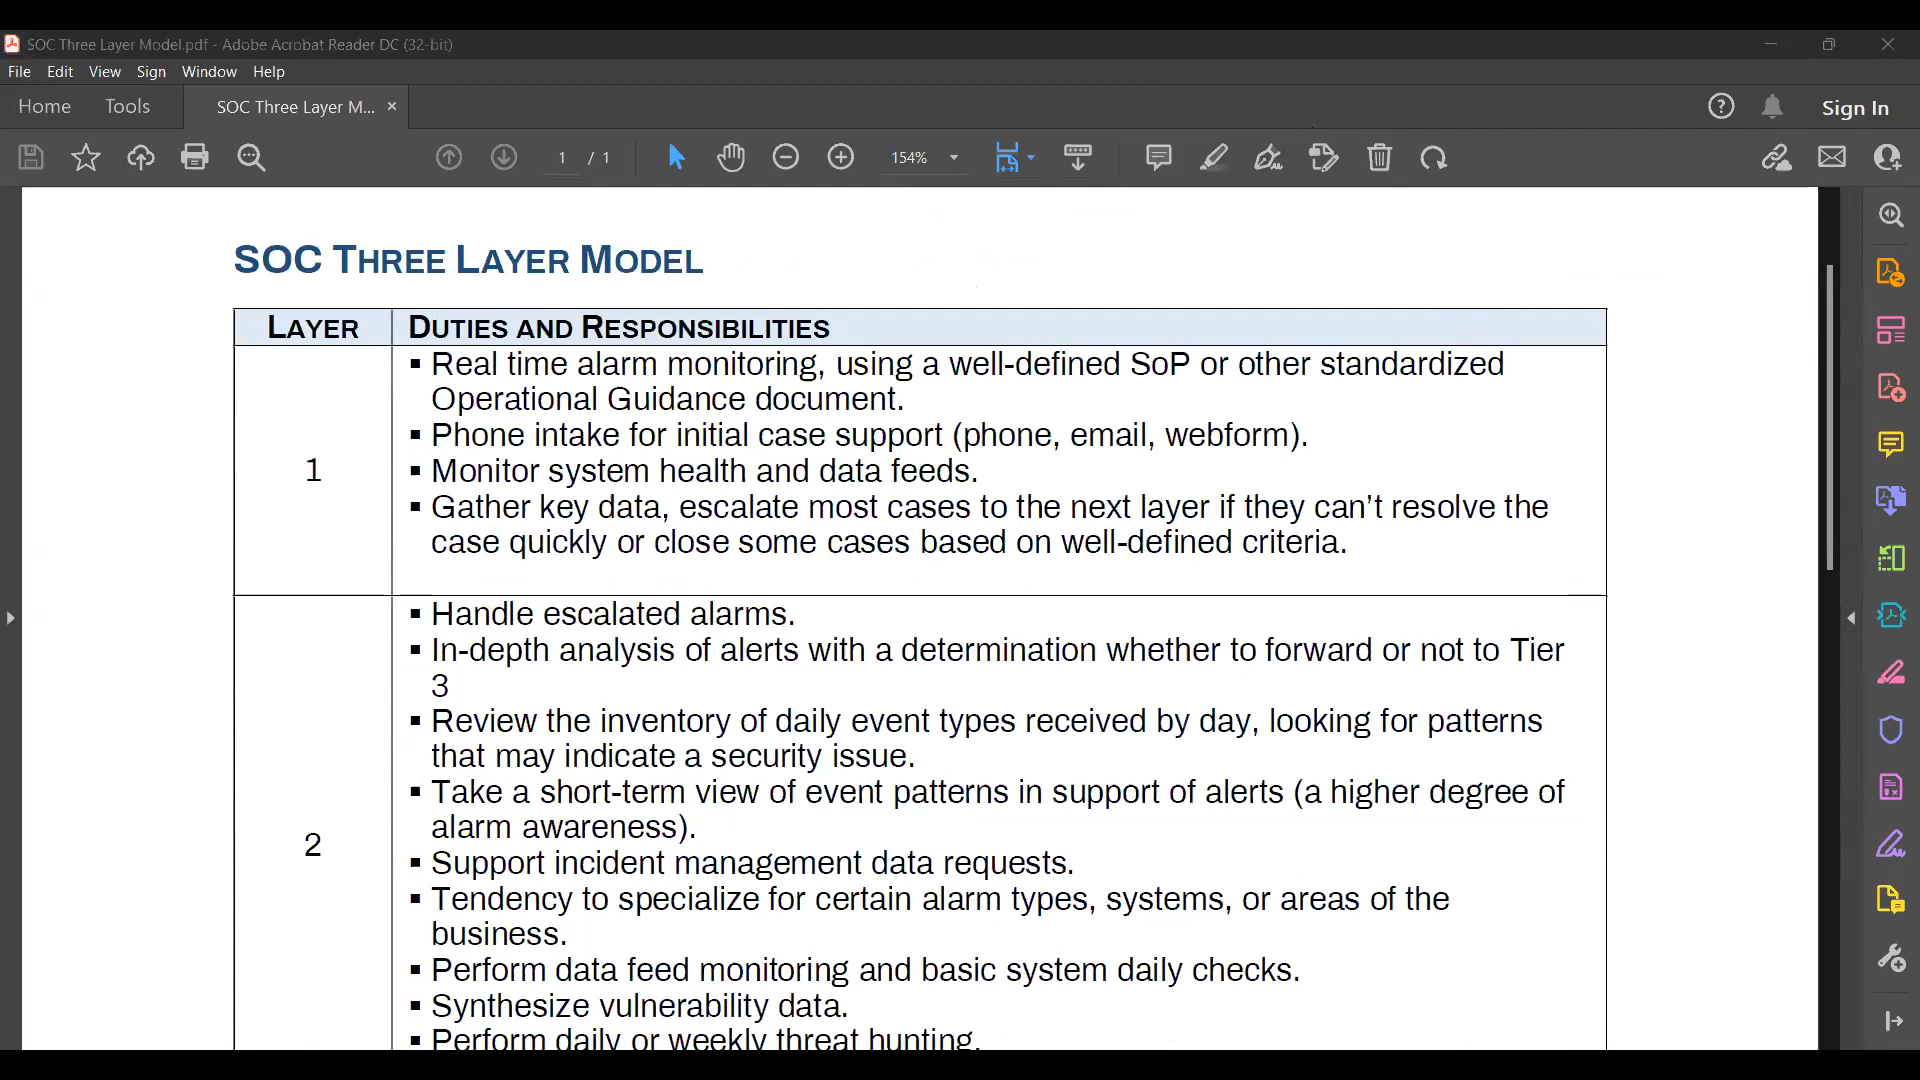 SOC Three Layer Model.pdf - Adobe Acrobat Reader DC (32-bit)
File Edit View Sign Window Help
Home Tools SOC Three Layer M... Sign In
1 / 1 154%
SOC THREE LAYER MODEL
LAYER DUTIES AND RESPONSIBILITIES
1
▪ Real time alarm monitoring, using a well-defined SoP or other standardized
Operational Guidance document.
▪ Phone intake for initial case support (phone, email, webform).
▪ Monitor system health and data feeds.
▪ Gather key data, escalate most cases to the next layer if they can’t resolve the
case quickly or close some cases based on well-defined criteria.
2
▪ Handle escalated alarms.
▪ In-depth analysis of alerts with a determination whether to forward or not to Tier
3
▪ Review the inventory of daily event types received by day, looking for patterns
that may indicate a security issue.
▪ Take a short-term view of event patterns in support of alerts (a higher degree of
alarm awareness).
▪ Support incident management data requests.
▪ Tendency to specialize for certain alarm types, systems, or areas of the
business.
▪ Perform data feed monitoring and basic system daily checks.
▪ Synthesize vulnerability data.
▪ Perform daily or weekly threat hunting.